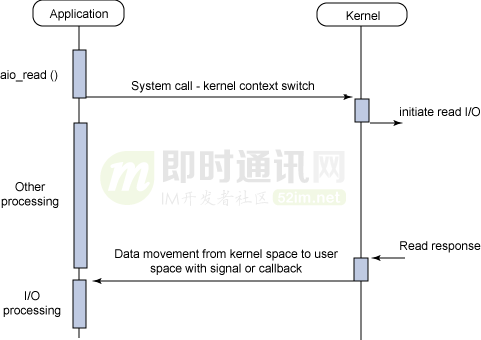 Application
Kernel
aio_read ()
System call - kernel context switch
initiate read I/O
即时通讯网
IM开发者社区 52im.net
Other
processing
Read response
Data movement from kernel space to user
space with signal or callback
I/O
processing